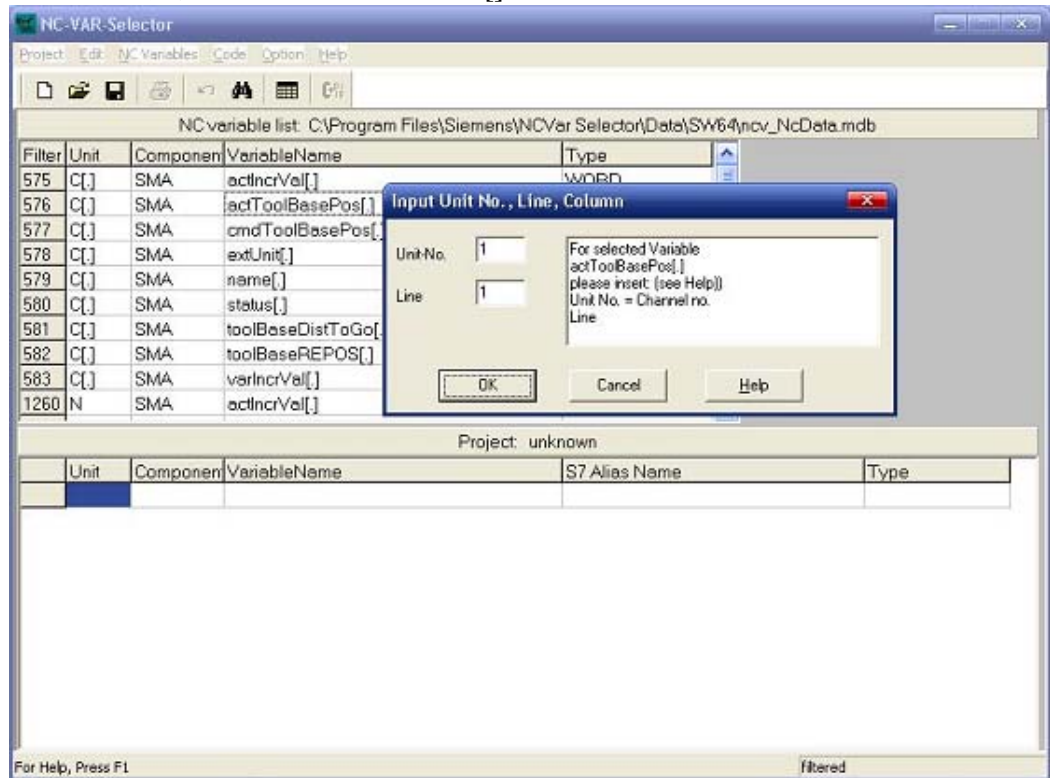 []
NC-VAR-Selector
Project Edit NC Variables Code Option Help
NC variable list: C:\Program Files\Siemens\NCVar Selector\Data\SW64\ncv_NcData.mdb
Filter Unit Componen VariableName Type
575 C[.] SMA actIncrVal[.] WORD
576 C[.] SMA actToolBasePos[.]
577 C[.] SMA cmdToolBasePos[.]
578 C[.] SMA extUnit[.]
579 C[.] SMA name[.]
580 C[.] SMA status[.]
581 C[.] SMA toolBaseDistToGo[.
582 C[.] SMA toolBaseREPOS[.]
583 C[.] SMA varIncrVal[.]
1260 N SMA actIncrVal[.]
Input Unit No., Line, Column
Unit-No. 1
Line 1
For selected Variable
actToolBasePos[.]
please insert: (see Help))
Unit No. = Channel no.
Line
OK Cancel Help
Project: unknown
Unit Componen VariableName S7 Alias Name Type
For Help, Press F1 filtered